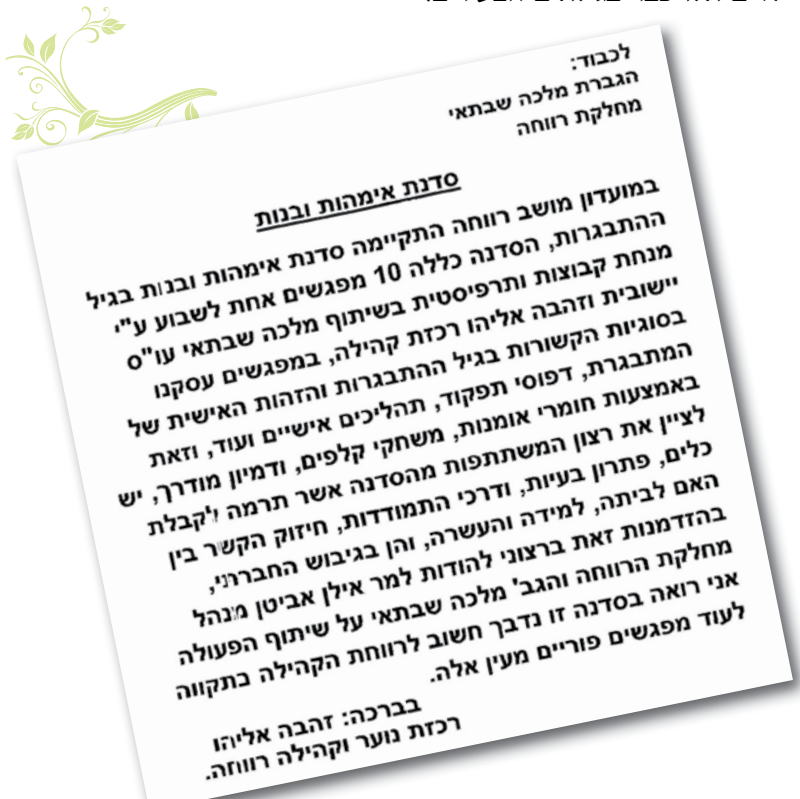 לכבוד:
הגברת מלכה שבתאי
מחלקת רווחה
סדנת אימהות ובנות
במועדון מושב רווחה התקיימה סדנת אימהות ובנות בגיל
ההתבגרות, הסדנה כללה 10 מפגשים אחת לשבוע ע"י
מנחת קבוצות ותרפיסטית בשיתוף מלכה שבתאי עו"ס
יישובית וזהבה אליהו רכזת קהילה, במפגשים עסקנו
בסוגיות הקשורות בגיל ההתבגרות והזהות האישית של
המתבגרת, דפוסי תפקוד, תהליכים אישיים ועוד, וזאת
באמצעות חומרי אומנות, משחקי קלפים, ודמיון מודרך, יש
לציין את רצון המשתתפות מהסדנה אשר תרמה לקבלת
כלים, פתרון בעיות, ודרכי התמודדות, חיזוק הקשר בין
האם לביתה, למידה והעשרה, והן בגיבוש החברתי,
בהזדמנות זאת ברצוני להודות למר אילן אביטן מנהל
מחלקת הרווחה והגב' מלכה שבתאי על שיתוף הפעולה
אני רואה בסדנה זו נדבך חשוב לרווחת הקהילה בתקווה
לעוד מפגשים פוריים מעין אלה.
בברכה: זהבה אליהו
רכזת נוער וקהילה רווחה.